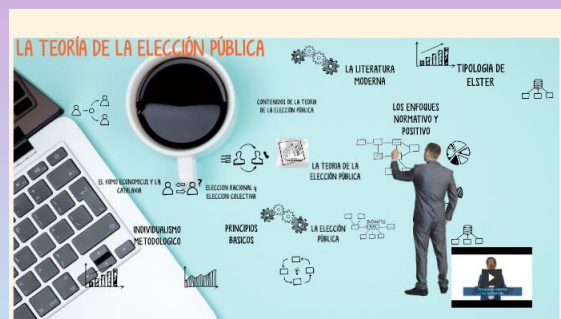 LA TEORÍA DE LA ELECCIÓN PÚBLICA
LA LITERATURA
MODERNA
TIPOLOGIA DE
ELSTER
CONTENIDOS DE LA TEORIA
DE LA ELECCIÓN PÚBLICA
LOS ENFOQUES
NORMATIVO Y
POSITIVO
LA TEORIA DE LA
ELECCIÓN PÚBLICA
EL HOMO ECONOMICUS Y LA
CATALAXIA
ELECCION RACIONAL y
ELECCION COLECTIVA
INDIVIDUALISMO
METODOLOGICO
PRINCIPIOS
BASICOS
LA ELECCIÓN
PÚBLICA
BUSINESS